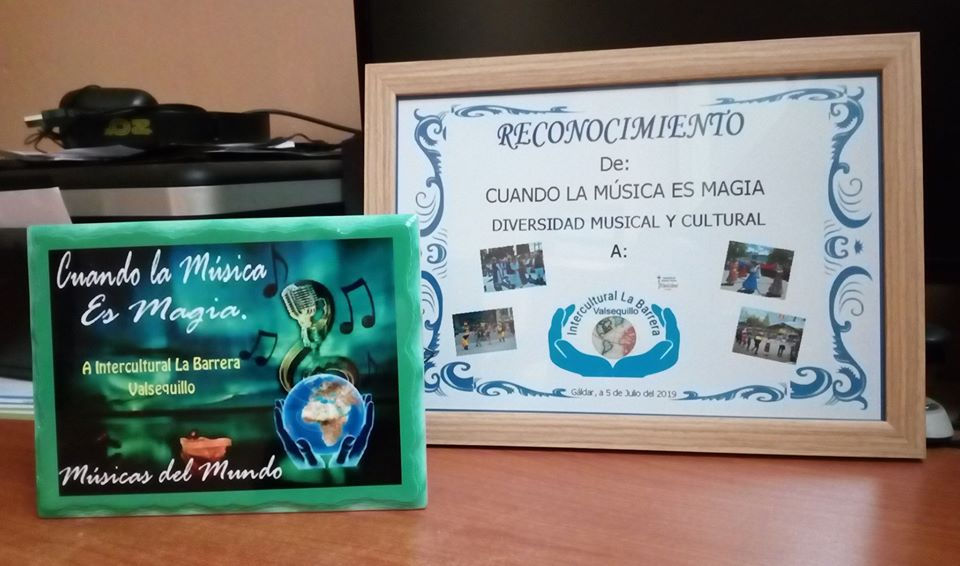 Cuando la Música
Es Magia.
A Intercultural La Barrera
Valsequillo
Músicas del Mundo
RECONOCIMIENTO
De:
CUANDO LA MÚSICA ES MAGIA
DIVERSIDAD MUSICAL Y CULTURAL
A:
Intercultural La Barrera
Valsequillo
Gáldar, a 5 de Julio del 2019